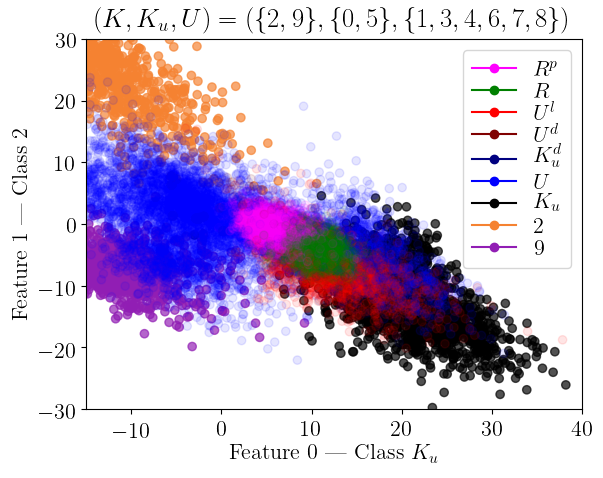 (K, K_u, U) = ({2, 9}, {0, 5}, {1, 3, 4, 6, 7, 8})
30
20
10
0
−10
−20
−30
Feature 1 — Class 2
R^p
R
U^l
U^d
K_u^d
U
K_u
2
9
−10
0
10
20
30
40
Feature 0 — Class K_u